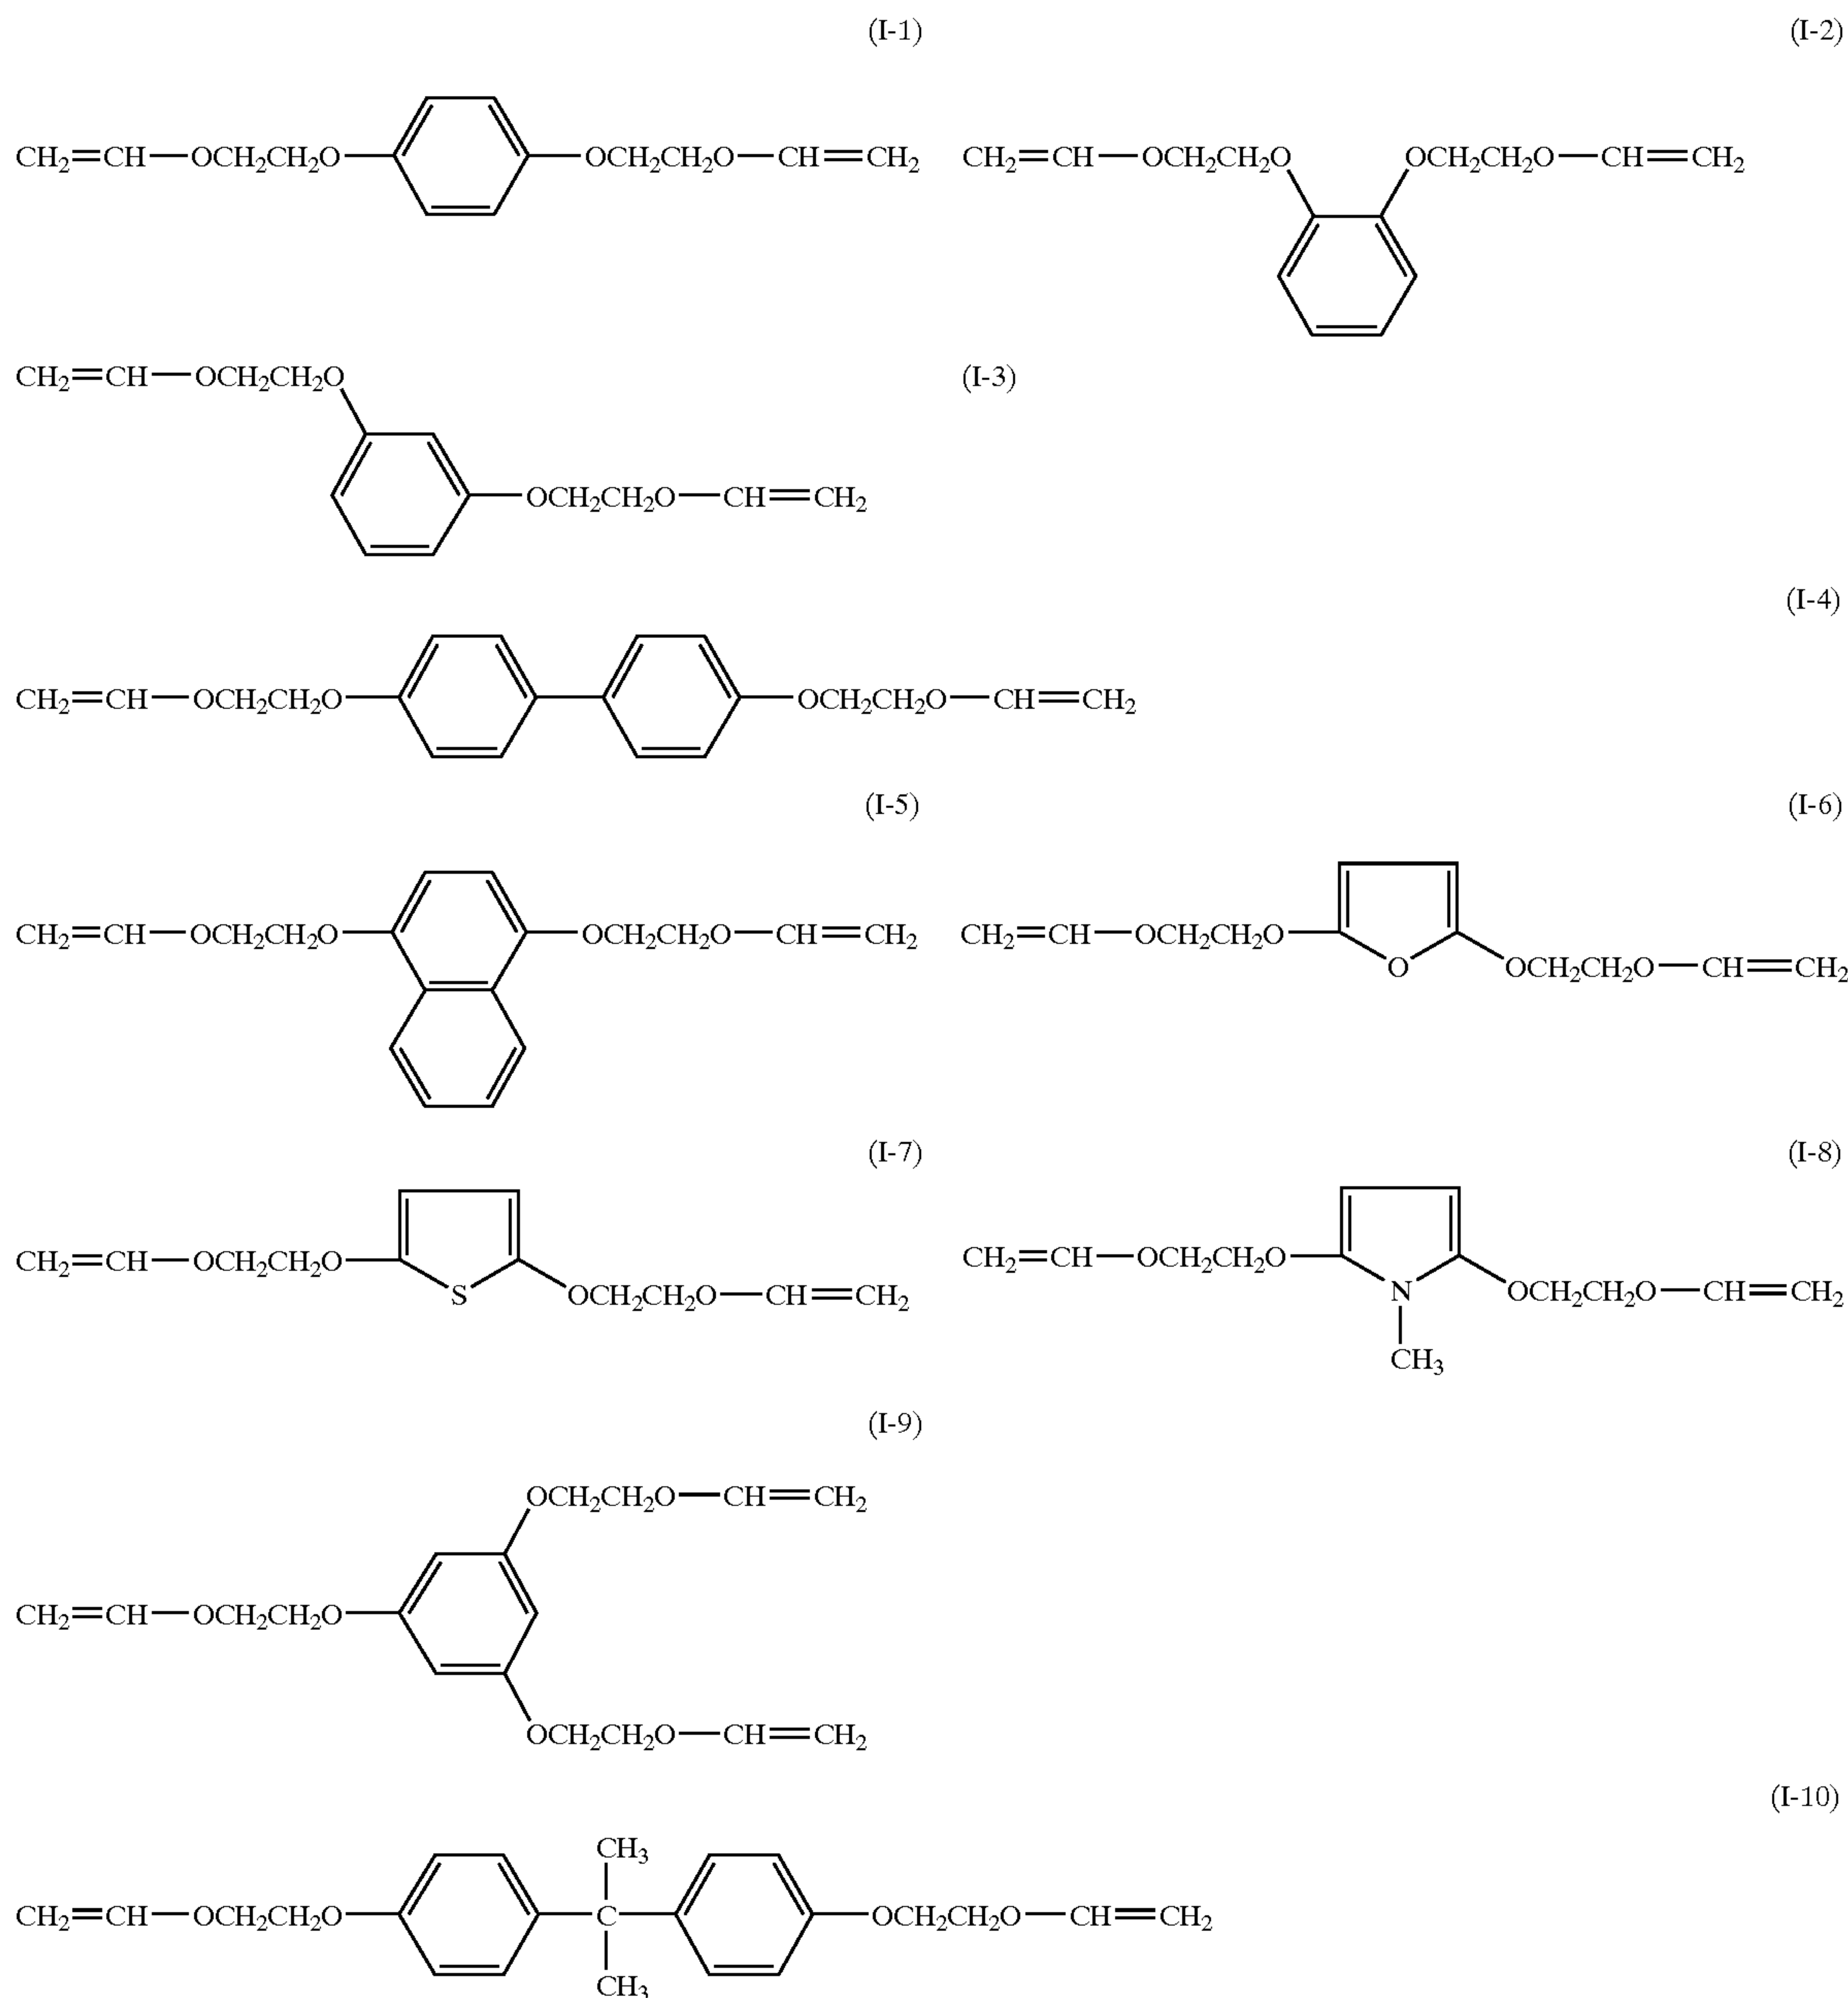 (I-1)
(I-2)
CH2=CH—OCH2CH2O OCH2CH2O—CH=CH2
CH2=CH—OCH2CH2O OCH2CH2O—CH=CH2
CH2=CH—OCH2CH2O
(I-3)
OCH2CH2O—CH=CH2
(I-4)
CH2=CH—OCH2CH2O OCH2CH2O—CH=CH2
(I-5)
(I-6)
CH2=CH—OCH2CH2O OCH2CH2O—CH=CH2
CH2=CH—OCH2CH2O O OCH2CH2O—CH=CH2
(I-7)
(I-8)
CH2=CH—OCH2CH2O S OCH2CH2O—CH=CH2
CH2=CH—OCH2CH2O N OCH2CH2O—CH=CH2
CH3
(I-9)
OCH2CH2O—CH=CH2
CH2=CH—OCH2CH2O
OCH2CH2O—CH=CH2
(I-10)
CH3
CH2=CH—OCH2CH2O C OCH2CH2O—CH=CH2
CH3